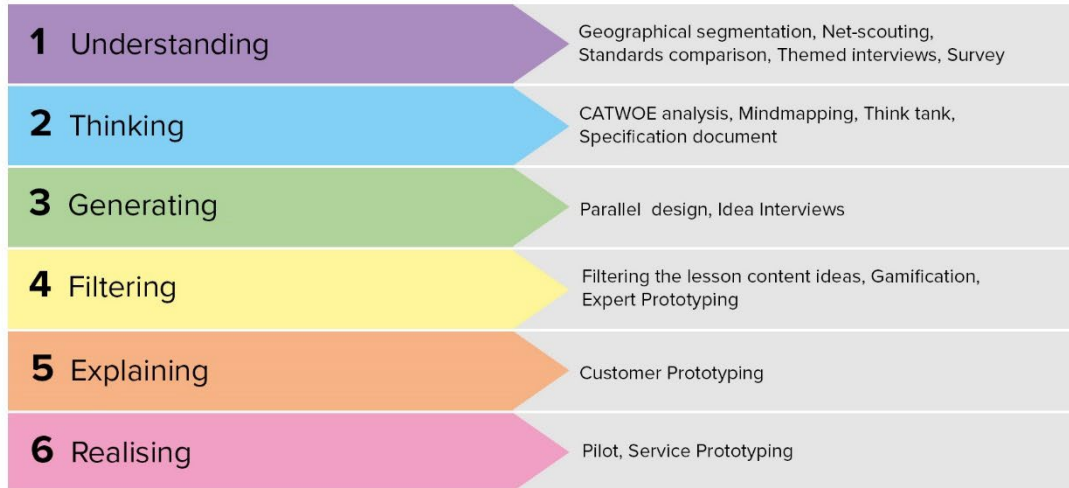 1 Understanding
Geographical segmentation, Net-scouting,
Standards comparison, Themed interviews, Survey
2 Thinking
CATWOE analysis, Mindmapping, Think tank,
Specification document
3 Generating
Parallel design, Idea Interviews
4 Filtering
Filtering the lesson content ideas, Gamification,
Expert Prototyping
5 Explaining
Customer Prototyping
6 Realising
Pilot, Service Prototyping